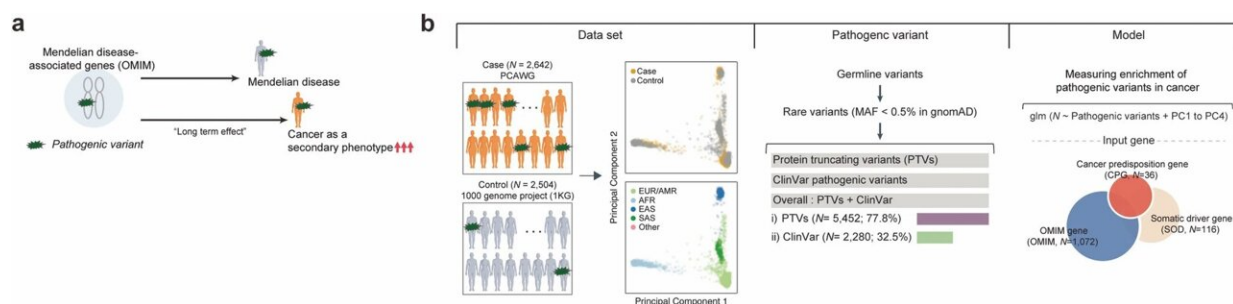 a
Mendelian disease-
associated genes (OMIM)
Mendelian disease
"Long term effect"
Cancer as a
secondary phenotype
Pathogenic variant
b
Data set
Case (N = 2,642)
PCAWG
...
...
Control (N = 2,504)
1000 genome project (1KG)
...
...
Case
Control
Principal Component 2
EUR/AMR
AFR
EAS
SAS
Other
Principal Component 1
Pathogenc variant
Germline variants
Rare variants (MAF < 0.5% in gnomAD)
Protein truncating variants (PTVs)
ClinVar pathogenic variants
Overall : PTVs + ClinVar
i) PTVs (N= 5,452; 77.8%)
ii) ClinVar (N= 2,280; 32.5%)
Model
Measuring enrichment of
pathogenic variants in cancer
glm (N ~ Pathogenic variants + PC1 to PC4)
Input gene
Cancer predisposition gene
(CPG, N=36)
Somatic driver gene
(SOD, N=116)
OMIM gene
(OMIM, N=1,072)